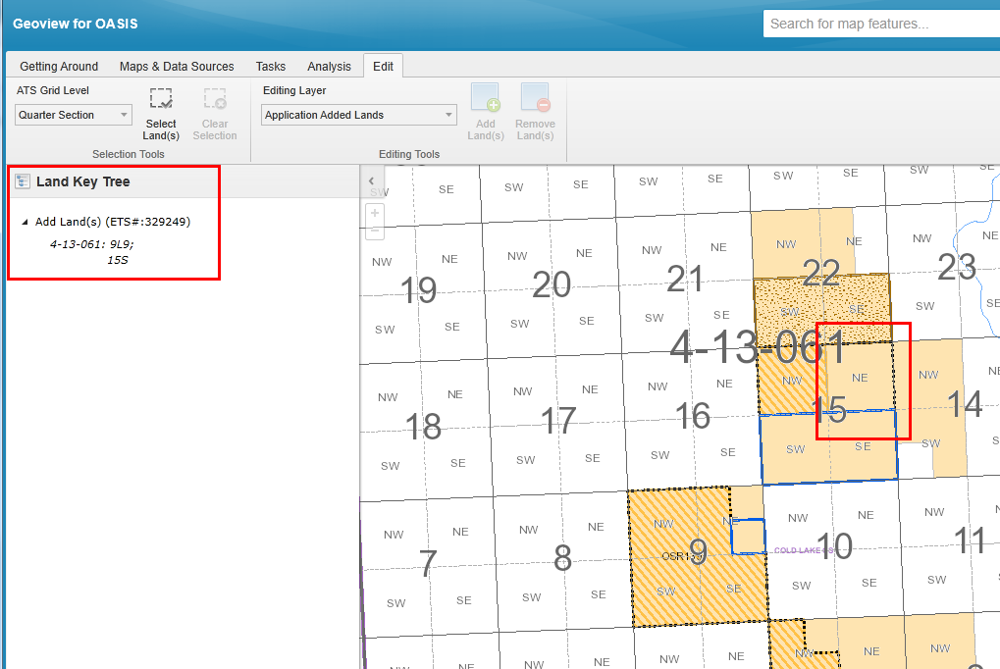 Geoview for OASIS
Search for map features...
Getting Around Maps & Data Sources Tasks Analysis Edit
ATS Grid Level
Quarter Section
Select Land(s)
Clear Selection
Selection Tools
Editing Layer
Application Added Lands
Add Land(s)
Remove Land(s)
Editing Tools
Land Key Tree
Add Land(s) (ETS#:329249)
4-13-061: 9L9;
15S
SW SE SW SE SW SE SW SE SW SE
NW NE NW NE NW NE NW NE NW NE
19 20 21 22 23
SW SE SW SE SW SE SW SE SW SE
4-13-061
NW NE NW NE NW NE NW NE NW NE
18 17 16 15 14
SW SE SW SE SW SE SW SE SW
NW NE NW NE NW NE NW NE NW
7 8 9 10 11
COLD LAKE
SW SE SW SE SW SE SW SE SW
NW NE NW NE NW NE NW NE NW